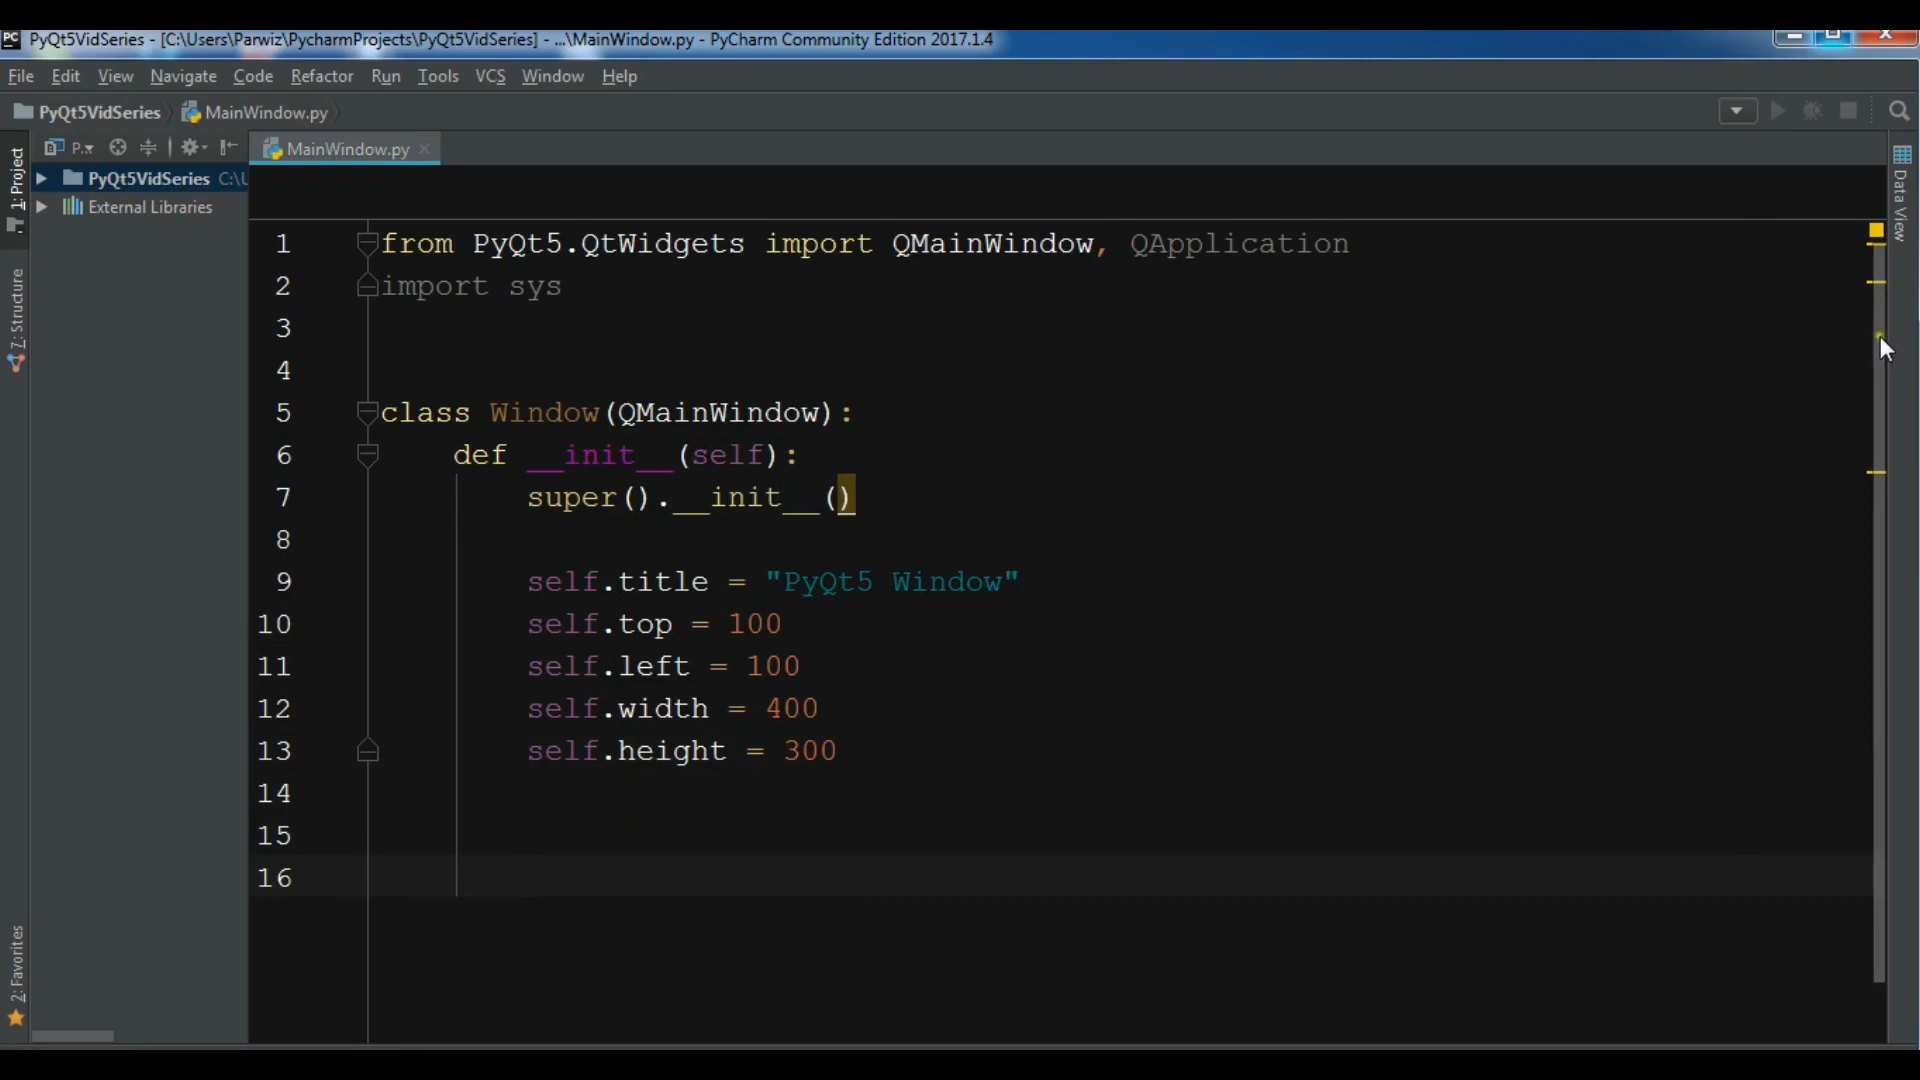 PC PyQt5VidSeries - [C:\Users\Parwiz\PycharmProjects\PyQt5VidSeries] - ...\MainWindow.py - PyCharm Community Edition 2017.1.4
File Edit View Navigate Code Refactor Run Tools VCS Window Help
PyQt5VidSeries MainWindow.py
P..
MainWindow.py
PyQt5VidSeries C:\U
External Libraries
1: Project
7: Structure
2: Favorites
Data View
1 from PyQt5.QtWidgets import QMainWindow, QApplication
2 import sys
3
4
5 class Window(QMainWindow):
6     def __init__(self):
7         super().__init__()
8
9         self.title = "PyQt5 Window"
10         self.top = 100
11         self.left = 100
12         self.width = 400
13         self.height = 300
14
15
16